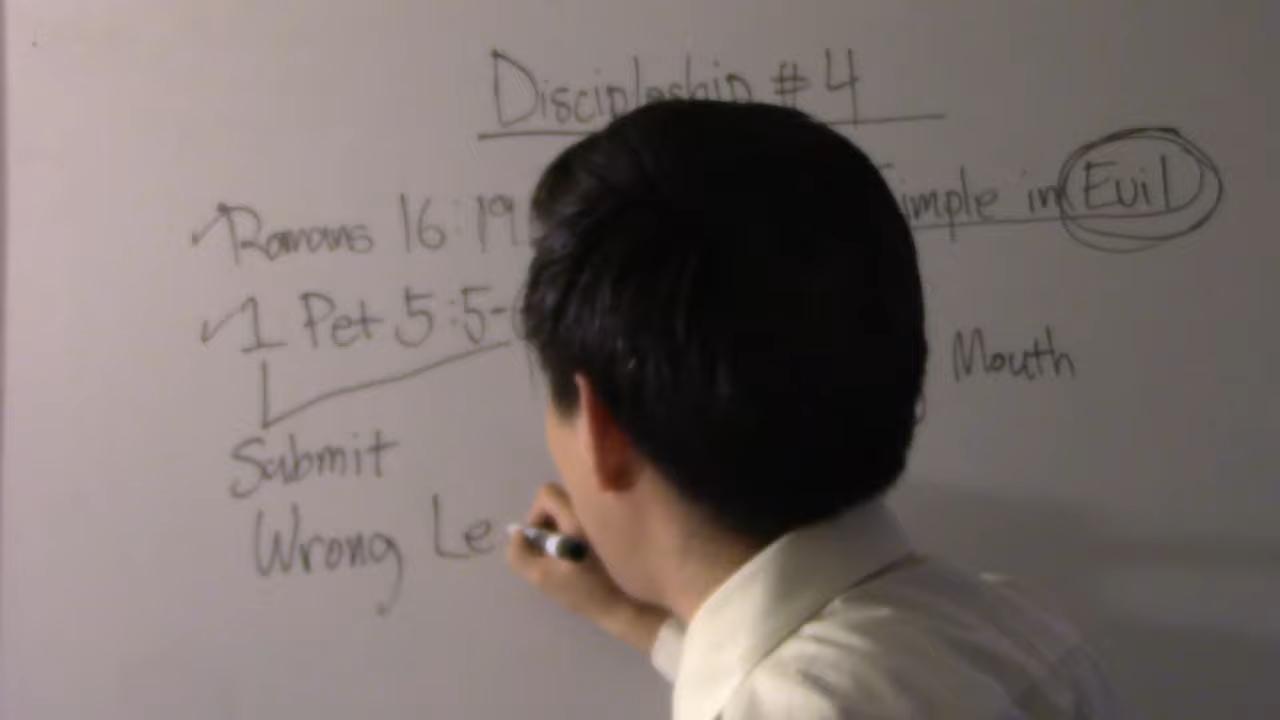 Discipleship #4
Romans 16:19 Simple in Evil
1 Pet 5:5- Mouth
Submit
Wrong Le